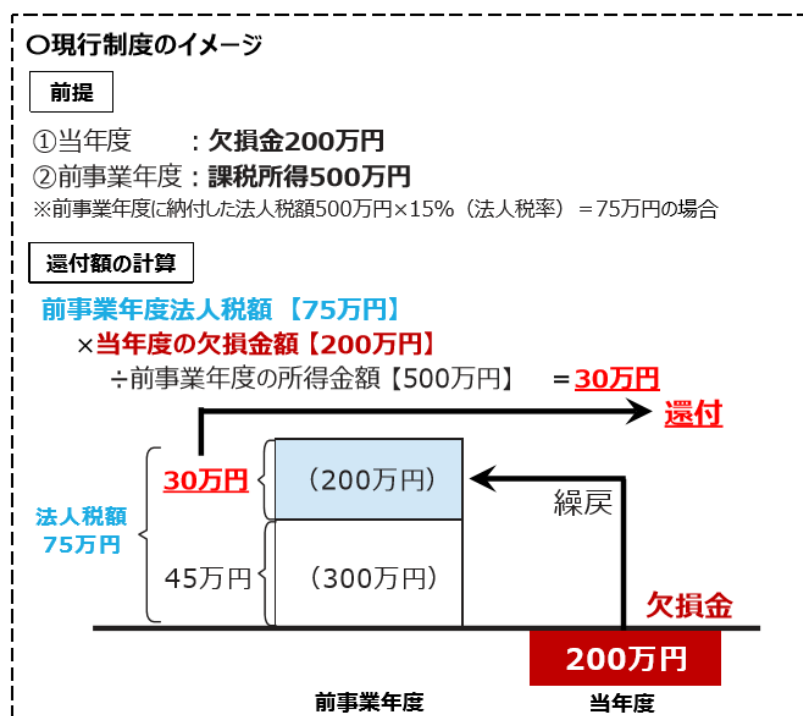 〇現行制度のイメージ
前提
①当年度　　：欠損金200万円
②前事業年度：課税所得500万円
※前事業年度に納付した法人税額500万円×15%（法人税率）＝75万円の場合
還付額の計算
前事業年度法人税額【75万円】
×当年度の欠損金額【200万円】
÷前事業年度の所得金額【500万円】　＝30万円
還付
30万円
（200万円）
繰戻
法人税額
75万円
45万円
（300万円）
欠損金
200万円
前事業年度
当年度